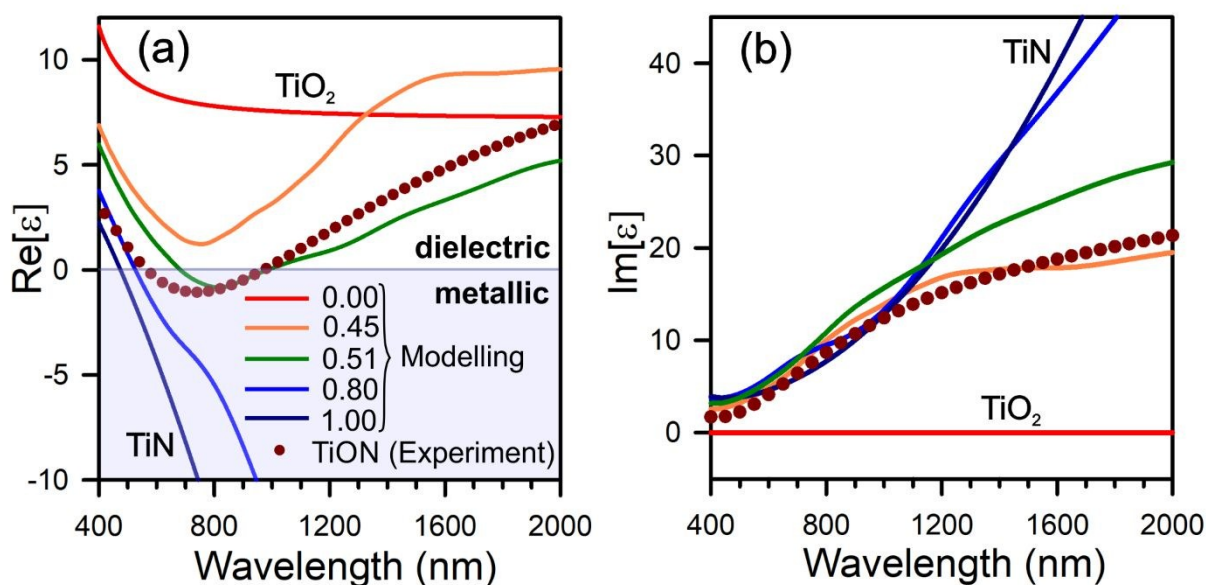 (a)
TiO₂
dielectric
metallic
0.00
0.45
0.51
0.80
1.00
Modelling
TiON (Experiment)
TiN
10
5
0
-5
-10
Re[ε]
400
800
1200
1600
2000
Wavelength (nm)
(b)
TiN
TiO₂
40
30
20
10
0
Im[ε]
400
800
1200
1600
2000
Wavelength (nm)